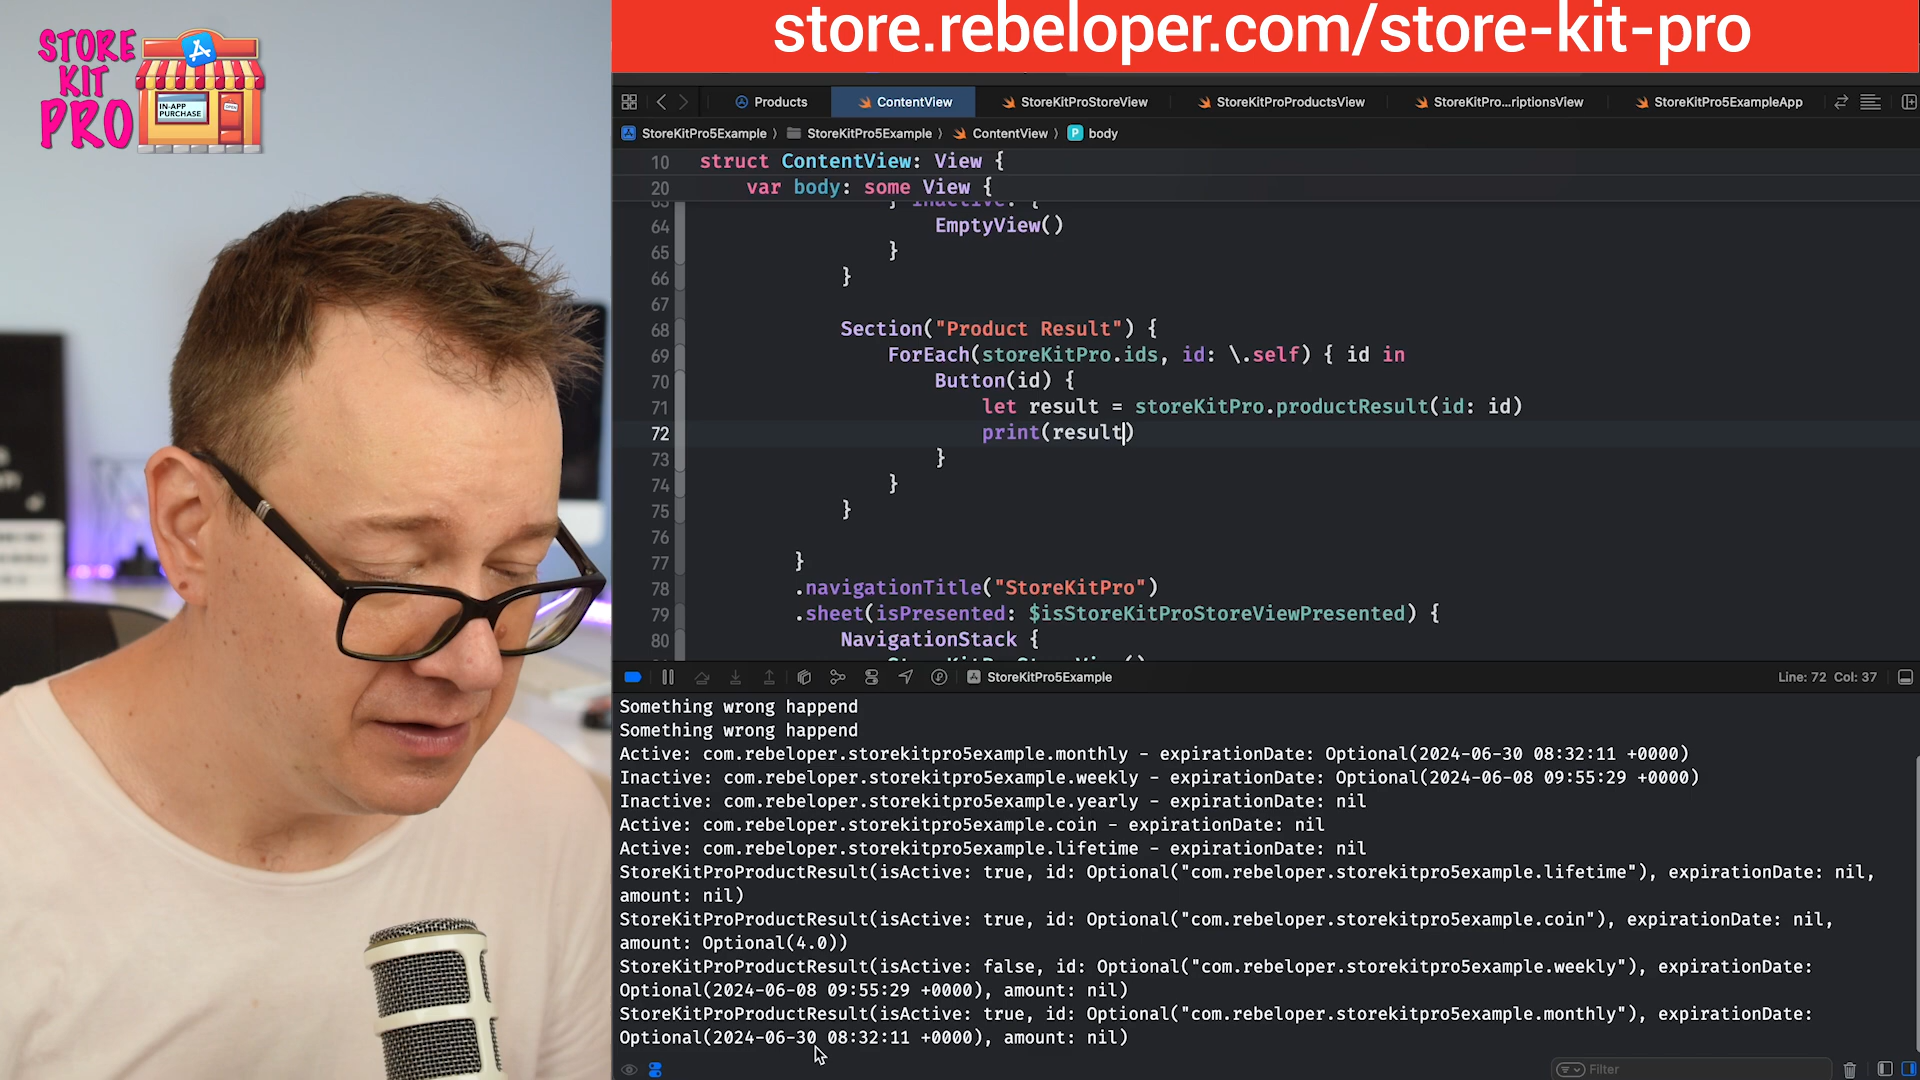 STORE
KIT
PRO
IN-APP
PURCHASE
OPEN
store.rebeloper.com/store-kit-pro
Products
ContentView
StoreKitProStoreView
StoreKitProProductsView
StoreKitPro...riptionsView
StoreKitPro5ExampleApp
StoreKitPro5Example
StoreKitPro5Example
ContentView
P body
10 struct ContentView: View {
20 var body: some View {
63 } inactive: {
64 EmptyView()
65 }
66 }
67
68 Section("Product Result") {
69 ForEach(storeKitPro.ids, id: \.self) { id in
70 Button(id) {
71 let result = storeKitPro.productResult(id: id)
72 print(result)
73 }
74 }
75 }
76
77 }
78 .navigationTitle("StoreKitPro")
79 .sheet(isPresented: $isStoreKitProStoreViewPresented) {
80 NavigationStack {
StoreKitProStoreView()
StoreKitPro5Example
Line: 72 Col: 37
Something wrong happend
Something wrong happend
Active: com.rebeloper.storekitpro5example.monthly - expirationDate: Optional(2024-06-30 08:32:11 +0000)
Inactive: com.rebeloper.storekitpro5example.weekly - expirationDate: Optional(2024-06-08 09:55:29 +0000)
Inactive: com.rebeloper.storekitpro5example.yearly - expirationDate: nil
Active: com.rebeloper.storekitpro5example.coin - expirationDate: nil
Active: com.rebeloper.storekitpro5example.lifetime - expirationDate: nil
StoreKitProProductResult(isActive: true, id: Optional("com.rebeloper.storekitpro5example.lifetime"), expirationDate: nil,
amount: nil)
StoreKitProProductResult(isActive: true, id: Optional("com.rebeloper.storekitpro5example.coin"), expirationDate: nil,
amount: Optional(4.0))
StoreKitProProductResult(isActive: false, id: Optional("com.rebeloper.storekitpro5example.weekly"), expirationDate:
Optional(2024-06-08 09:55:29 +0000), amount: nil)
StoreKitProProductResult(isActive: true, id: Optional("com.rebeloper.storekitpro5example.monthly"), expirationDate:
Optional(2024-06-30 08:32:11 +0000), amount: nil)
Filter